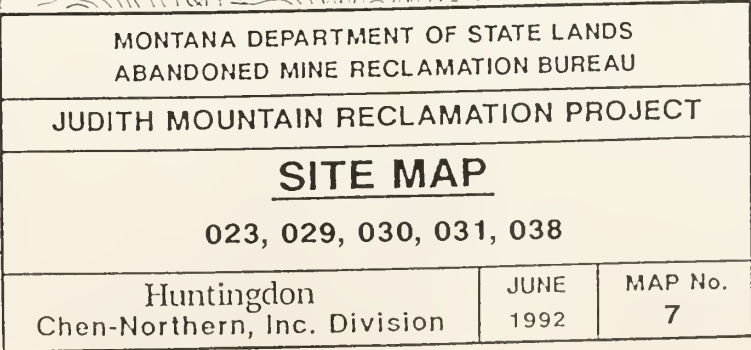 MONTANA DEPARTMENT OF STATE LANDS
ABANDONED MINE RECLAMATION BUREAU
JUDITH MOUNTAIN RECLAMATION PROJECT
SITE MAP
023, 029, 030, 031, 038
Huntingdon
Chen-Northern, Inc. Division
JUNE
1992
MAP No.
7